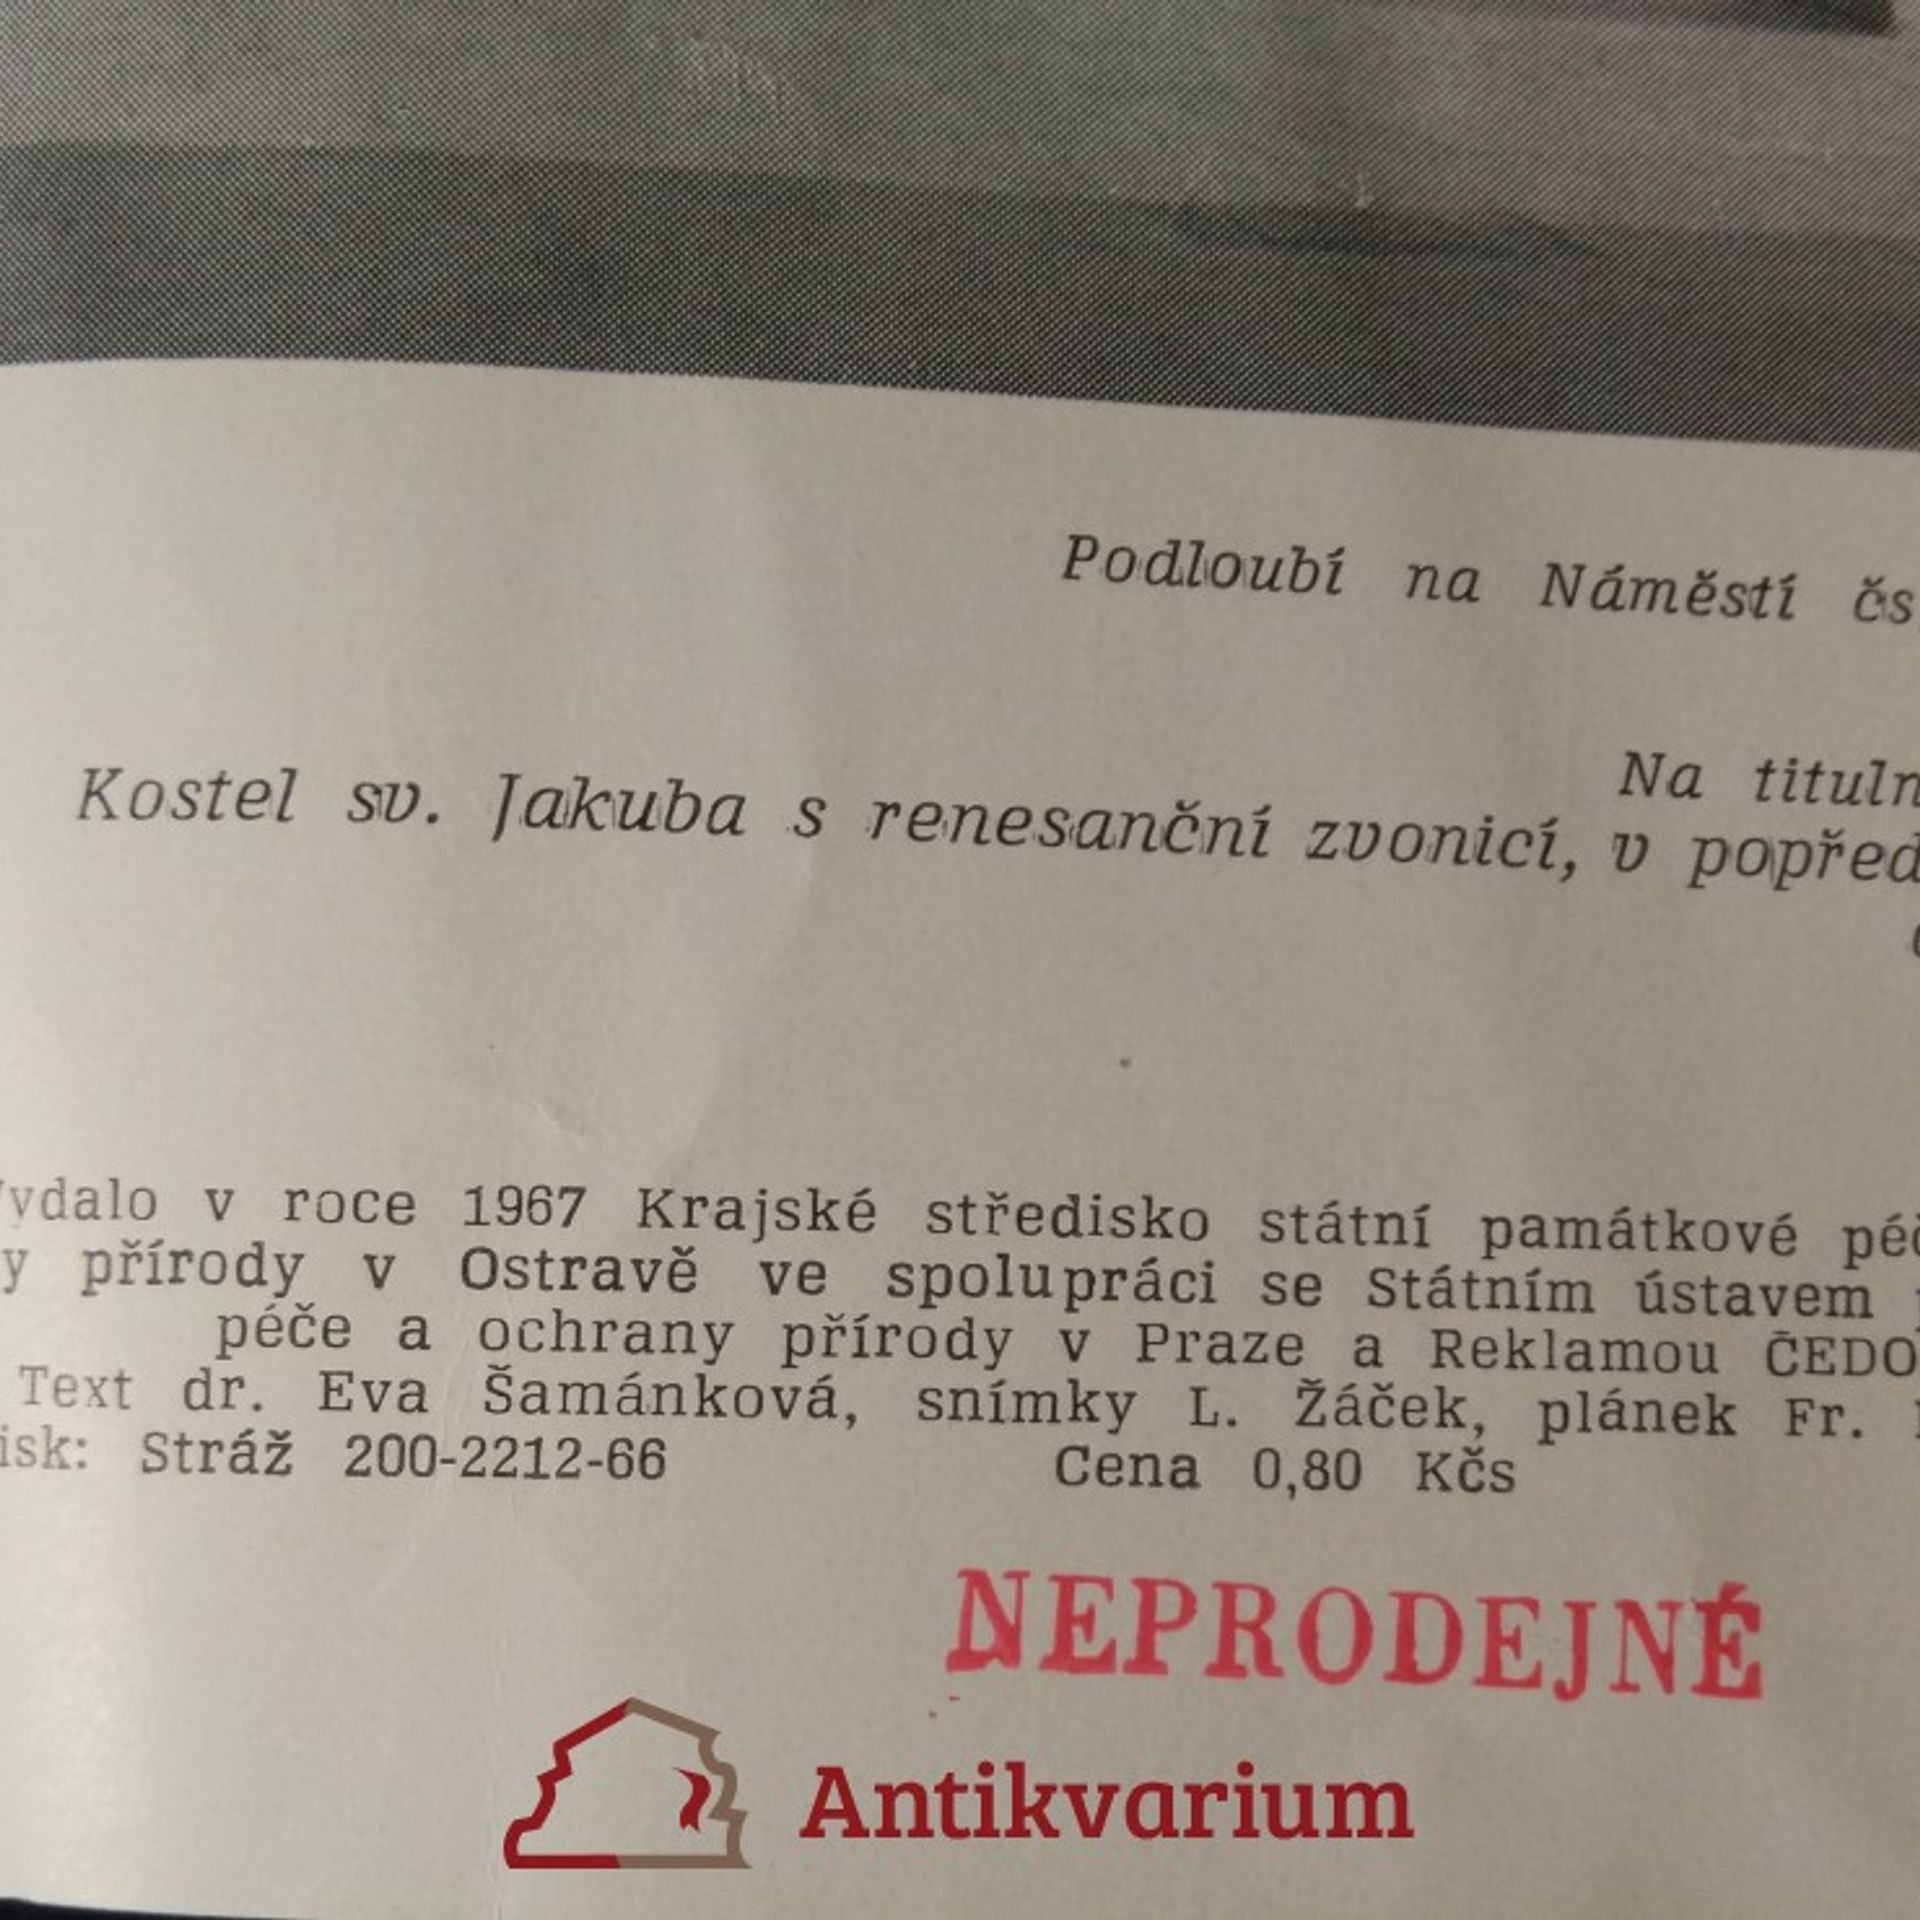 Podloubí na Náměstí čs
Na tituln
Kostel sv. Jakuba s renesanční zvonicí, v popřed
Vydalo v roce 1967 Krajské středisko státní památkové péč
y přírody v Ostravě ve spolupráci se Státním ústavem
péče a ochrany přírody v Praze a Reklamou ČEDO
Text dr. Eva Šamánková, snímky L. Žáček, plánek Fr.
isk: Stráž 200-2212-66 Cena 0,80 Kčs
NEPRODEJNÉ
Antikvarium